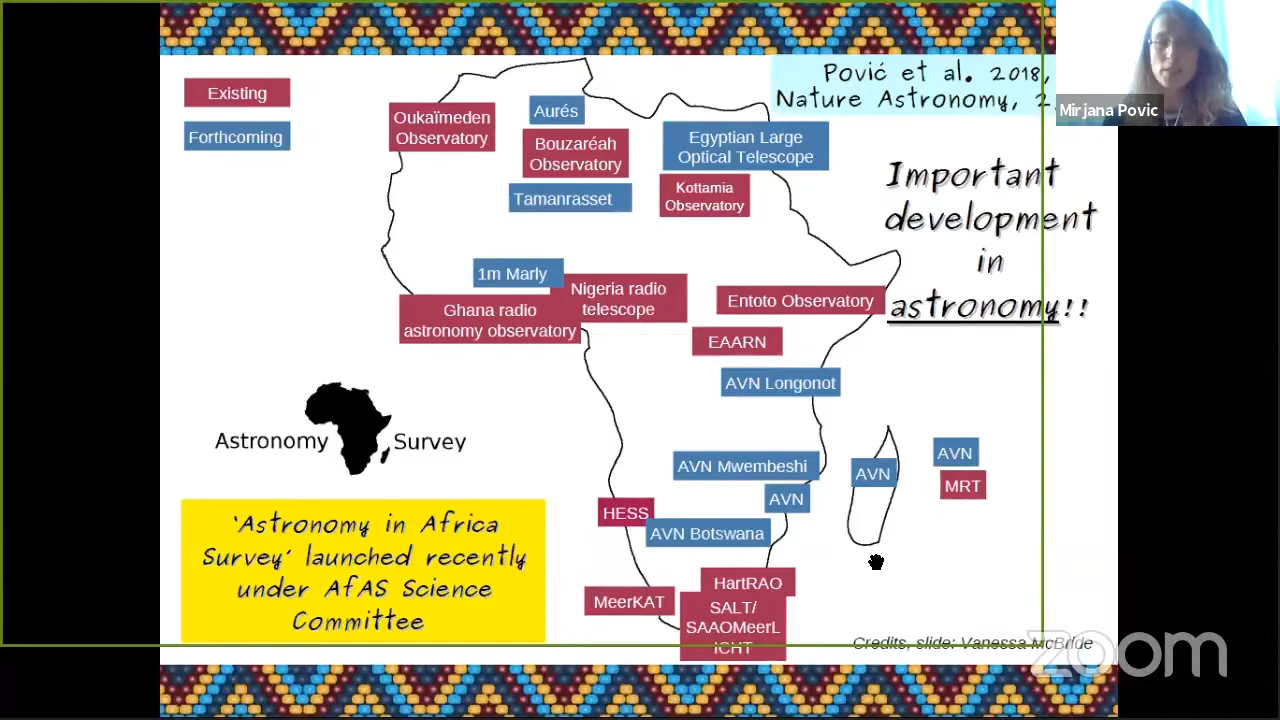 Existing
Forthcoming
Oukaïmeden
Observatory
Aurés
Bouzaréah
Observatory
Tamanrasset
Egyptian Large
Optical Telescope
Kottamia
Observatory
Pović et al. 2018,
Nature Astronomy, 2
Mirjana Povic
Important
development
in
astronomy!!
1m Marly
Nigeria radio
telescope
Ghana radio
astronomy observatory
Entoto Observatory
EAARN
AVN Longonot
Astronomy Survey
AVN Mwembeshi
AVN
AVN
AVN
MRT
HESS
AVN Botswana
'Astronomy in Africa
Survey' launched recently
under AfAS Science
Committee
MeerKAT
HartRAO
SALT/
SAAOMeerL
ICHT
Credits, slide: Vanessa McBride
zoom